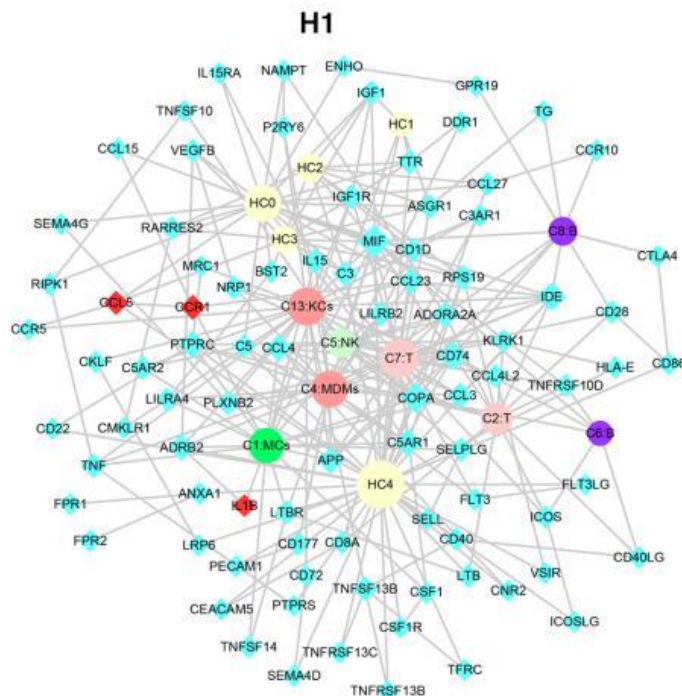 H1
IL15RA
NAMPT
ENHO
GPR19
TNFSF10
IGF1
TG
P2RY6
HC1
DDR1
CCL15
VEGFB
HC2
TTR
CCR10
CCL27
HC0
IGF1R
ASGR1
SEMA4G
RARRES2
C3AR1
C8:B
HC3
MIF
CD1D
MRC1
IL15
CTLA4
RIPK1
NRP1
BST2
C3
CCL23
RPS19
IDE
CCL5
CCR1
C13:KCs
LILRB2
ADORA2A
CD28
CCR5
PTPRC
C5
CCL4
C5:NK
C7:T
CD74
KLRK1
HLA-E
CD86
CKLF
C5AR2
CCL4L2
TNFRSF10D
LILRA4
PLXNB2
C4:MDMs
COPA
CCL3
CD22
CMKLR1
C2:T
C6:B
TNF
ADRB2
C1:MCs
APP
C5AR1
SELPLG
HC4
FLT3
FLT3LG
FPR1
ANXA1
IL1B
LTBR
SELL
ICOS
FPR2
LRP6
CD177
CD8A
CD40
CD40LG
PECAM1
CD72
LTB
VSIR
CEACAM5
PTPRS
TNFSF13B
CSF1
CNR2
CSF1R
ICOSLG
TNFSF14
TNFRSF13C
TFRC
SEMA4D
TNFRSF13B